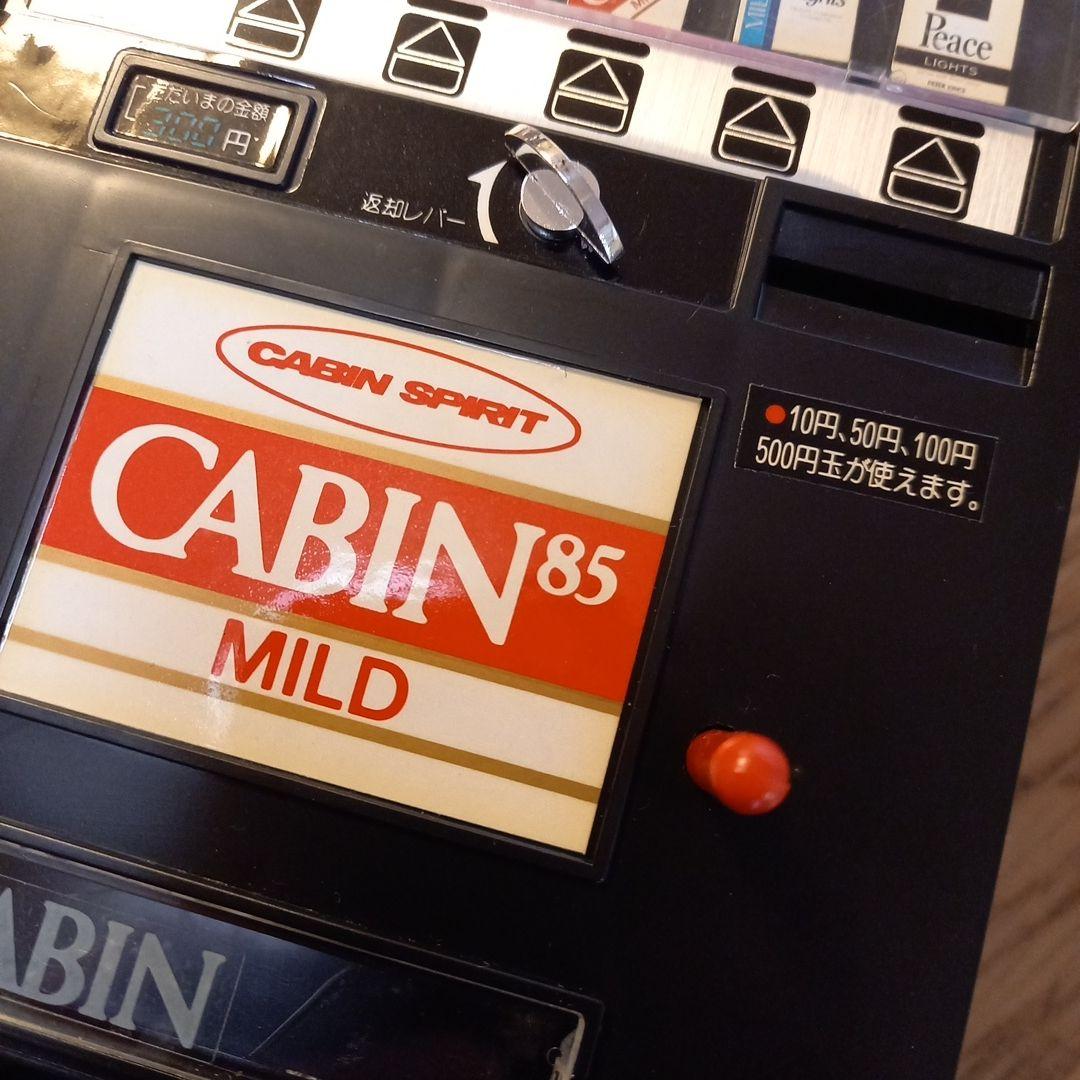 Peace
LIGHTS
ただいまの金額
300円
返却レバー
CABIN SPIRIT
CABIN 85
MILD
●10円、50円、100円
500円玉が使えます。
ABIN